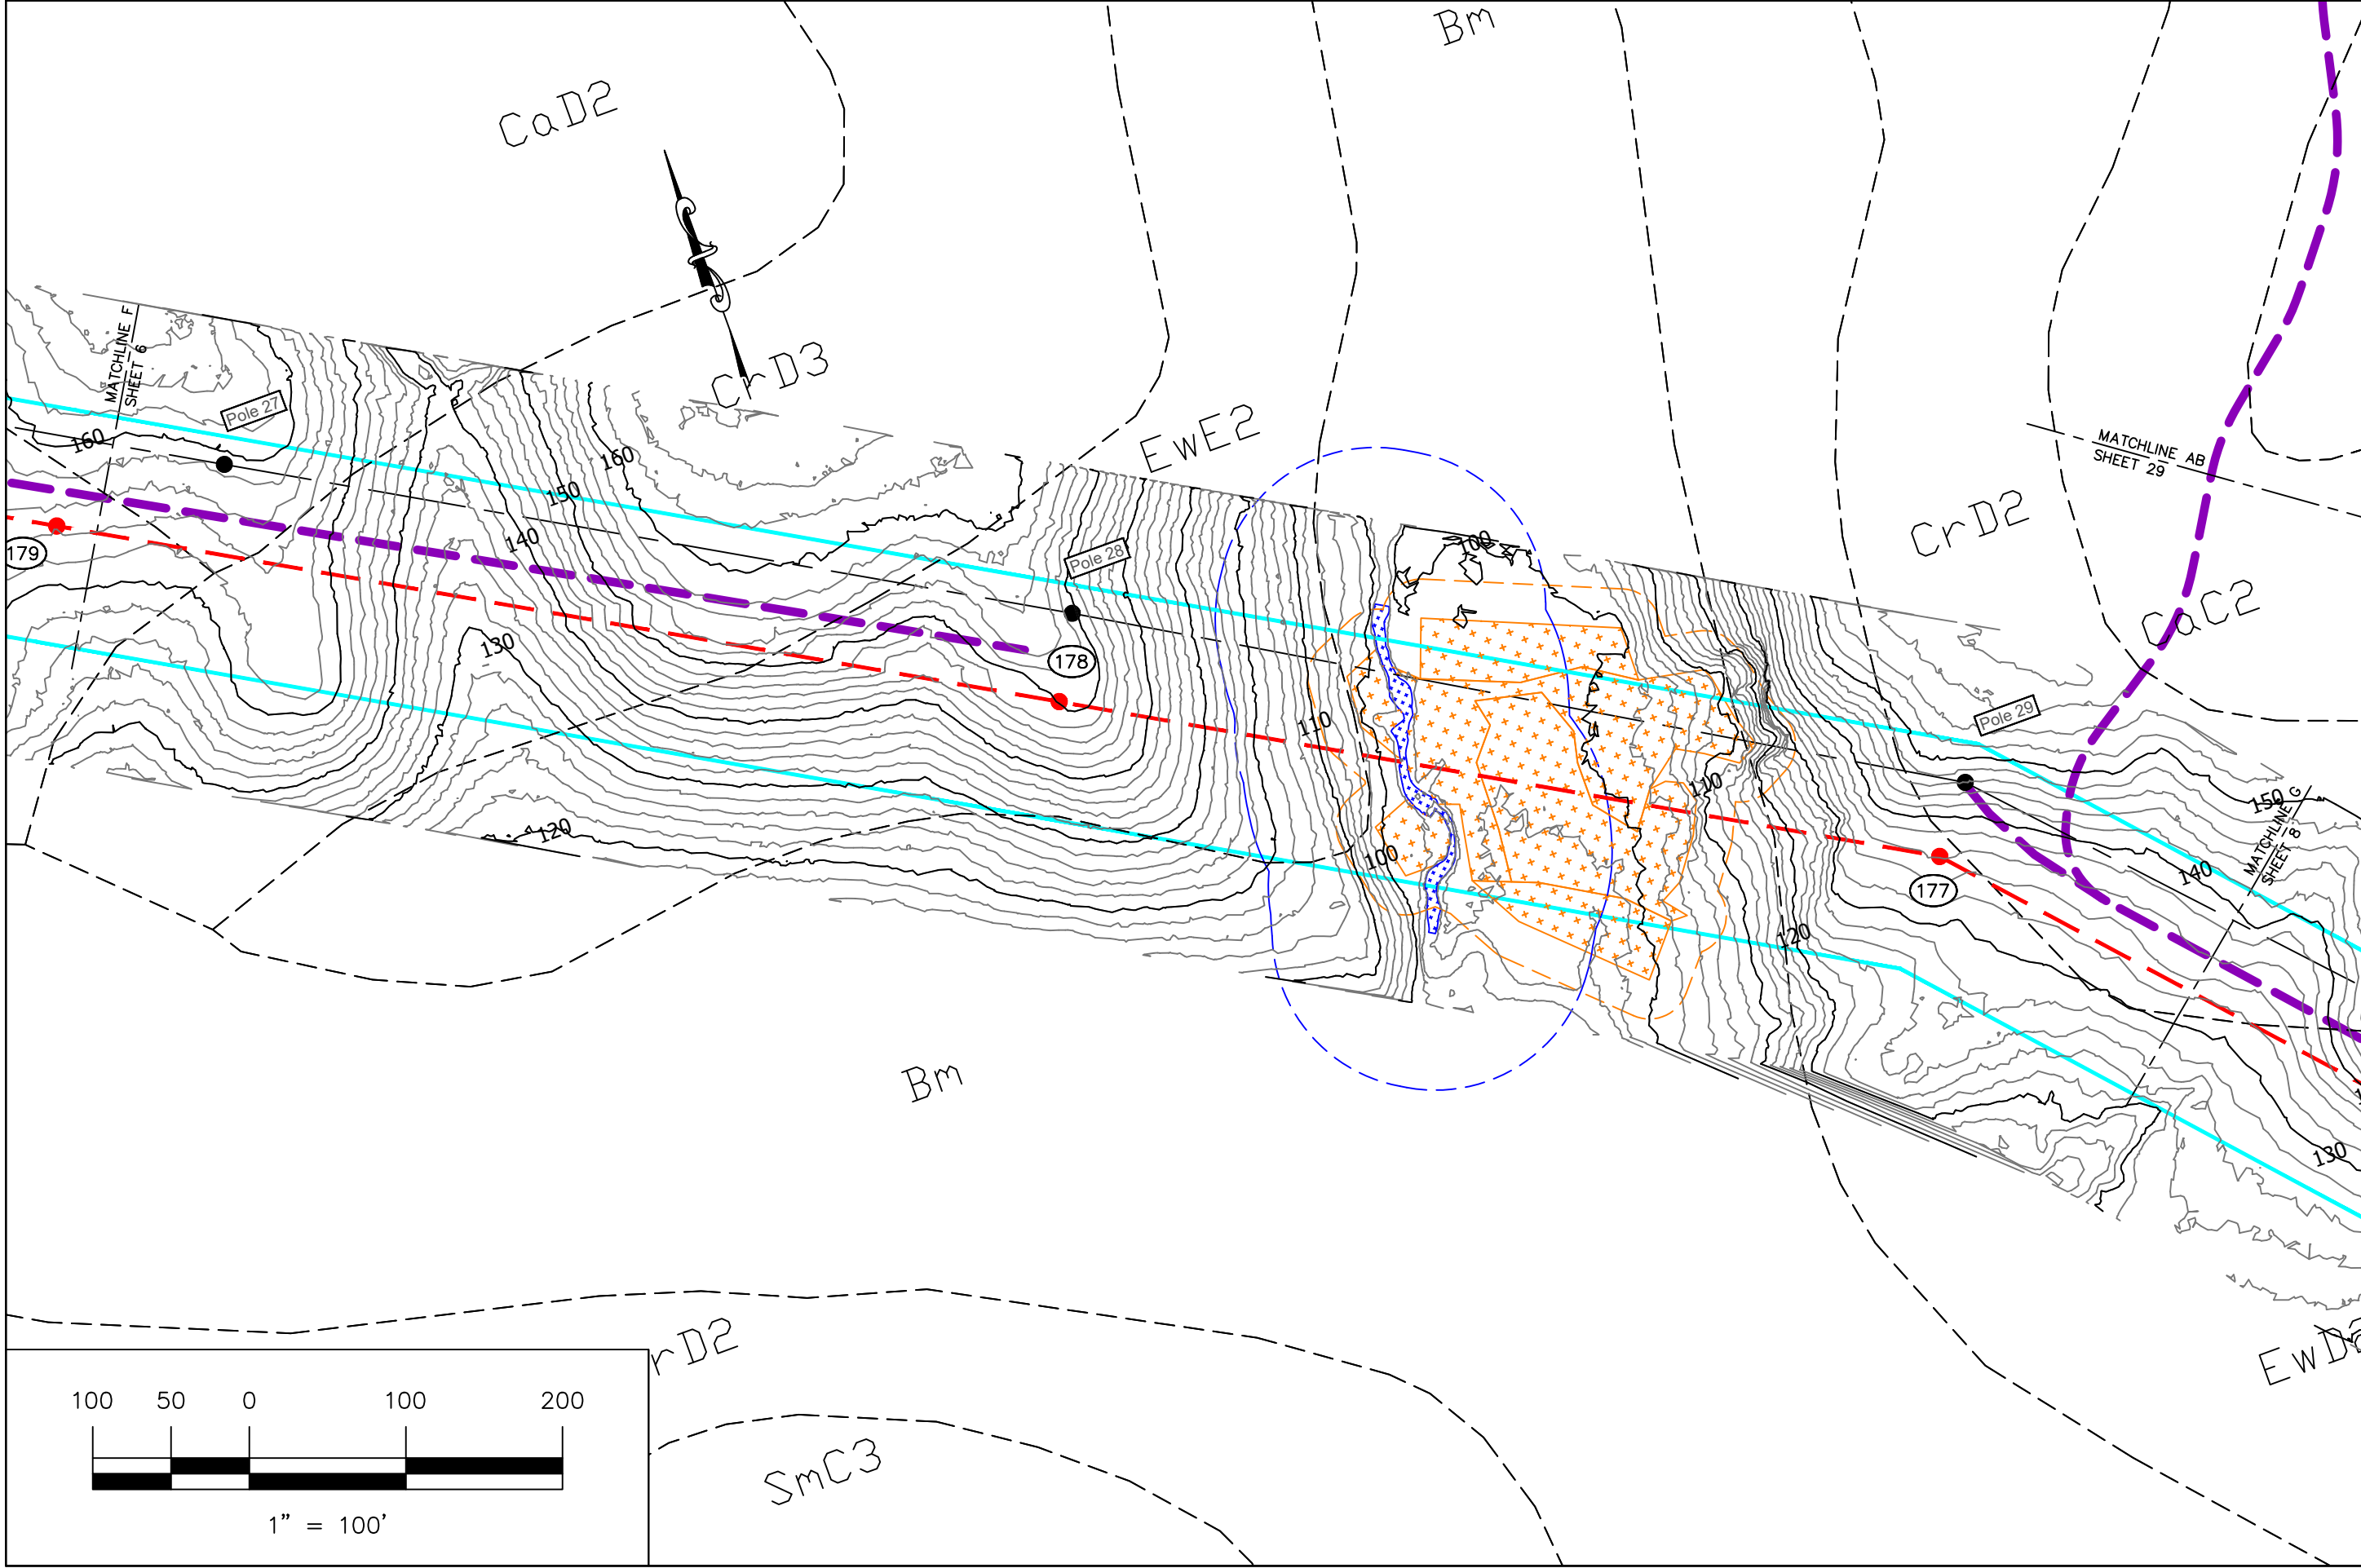 Bm
CaD2
MATCHLINE F
SHEET 6
CrD3
Pole 27
160
160
EwE2
MATCHLINE AB
SHEET 29
150
CrD2
140
100
179
Pole 28
CaC2
130
178
Pole 29
110
110
150
MATCHLINE G
SHEET 8
120
100
140
177
120
Bm
130
rD2
SmC3
100 50 0 100 200
1" = 100'